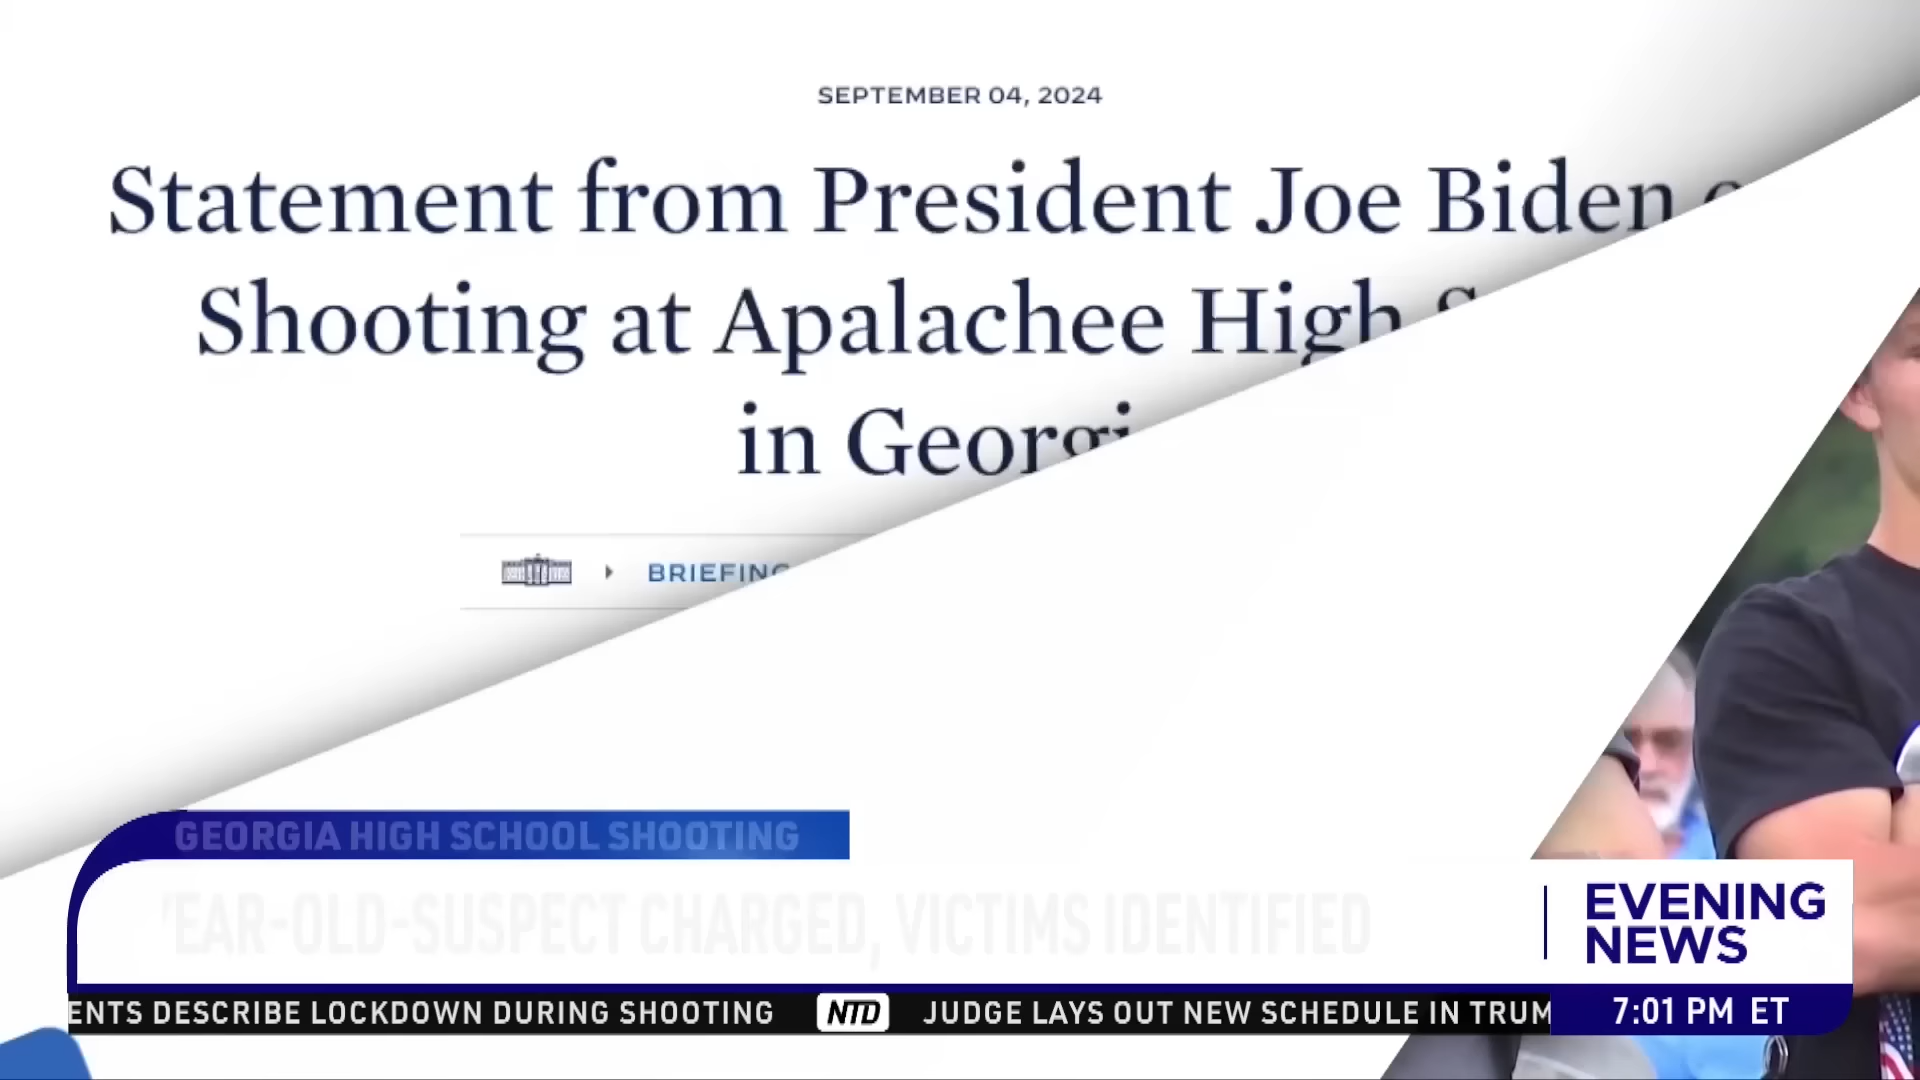 SEPTEMBER 04, 2024
Statement from President Joe Biden
Shooting at Apalachee High
in Georgi
BRIEFING
GEORGIA HIGH SCHOOL SHOOTING
EAR-OLD-SUSPECT CHARGED, VICTIMS IDENTIFIED
EVENING
NEWS
ENTS DESCRIBE LOCKDOWN DURING SHOOTING NTD JUDGE LAYS OUT NEW SCHEDULE IN TRUM
7:01 PM ET